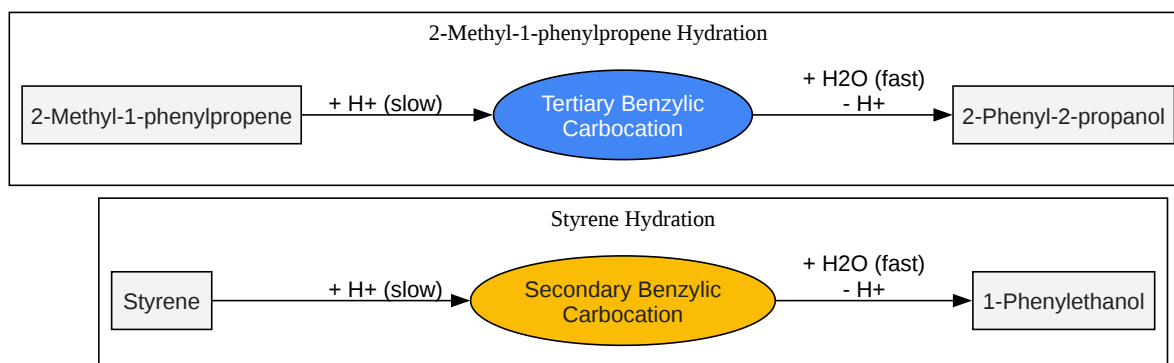 2-Methyl-1-phenylpropene Hydration
2-Methyl-1-phenylpropene
+ H+ (slow)
Tertiary Benzylic
Carbocation
+ H2O (fast)
- H+
2-Phenyl-2-propanol
Styrene Hydration
Styrene
+ H+ (slow)
Secondary Benzylic
Carbocation
+ H2O (fast)
- H+
1-Phenylethanol